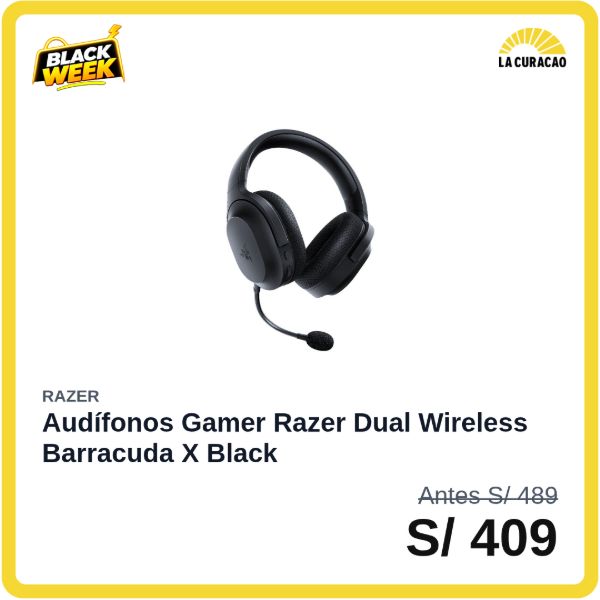 BLACK
WEEK
LA CURACAO
RAZER
Audífonos Gamer Razer Dual Wireless
Barracuda X Black
Antes S/ 489
S/ 409